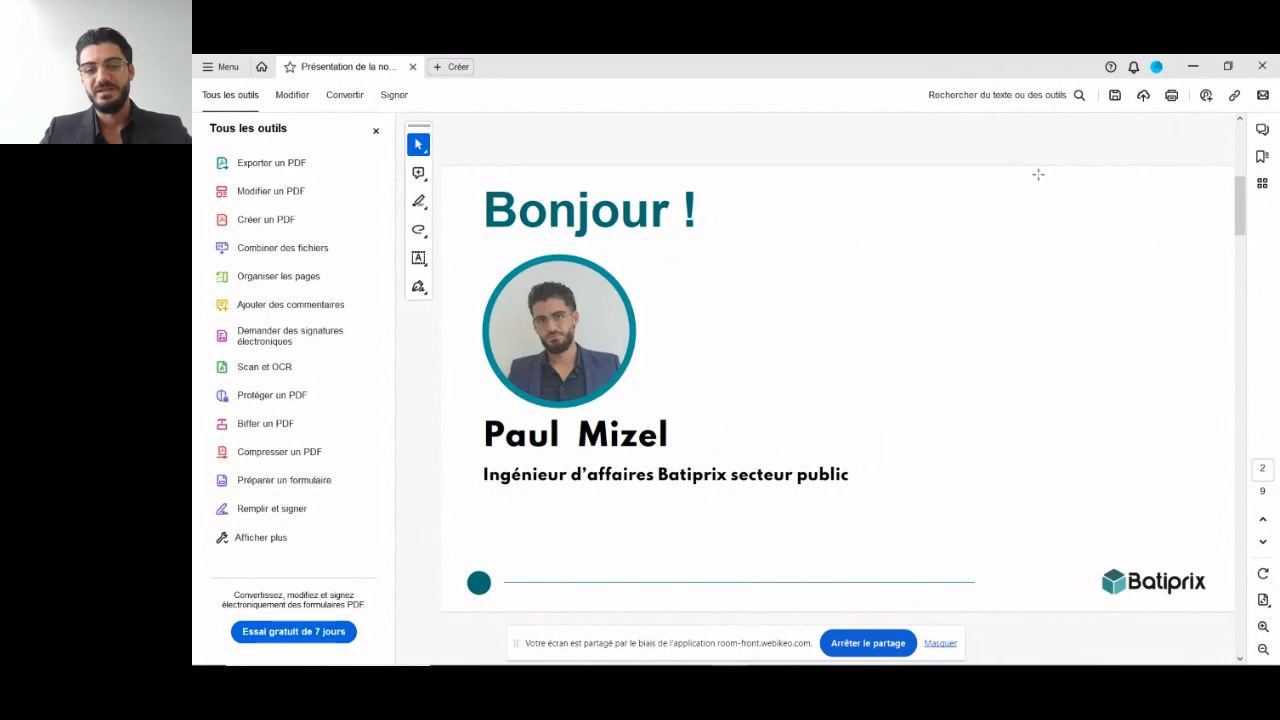 Menu
Présentation de la no...
Créer
Tous les outils
Modifier
Convertir
Signer
Rechercher du texte ou des outils
Tous les outils
Exporter un PDF
Modifier un PDF
Créer un PDF
Combiner des fichiers
Organiser les pages
Ajouter des commentaires
Demander des signatures
électroniques
Scan et OCR
Protéger un PDF
Biffer un PDF
Compresser un PDF
Préparer un formulaire
Remplir et signer
Afficher plus
Convertissez, modifiez et signez
électroniquement des formulaires PDF.
Essai gratuit de 7 jours
Bonjour !
Paul Mizel
Ingénieur d'affaires Batiprix secteur public
Batiprix
2
9
Votre écran est partagé par le biais de l'application room-front.webikeo.com.
Arrêter le partage
Masquer